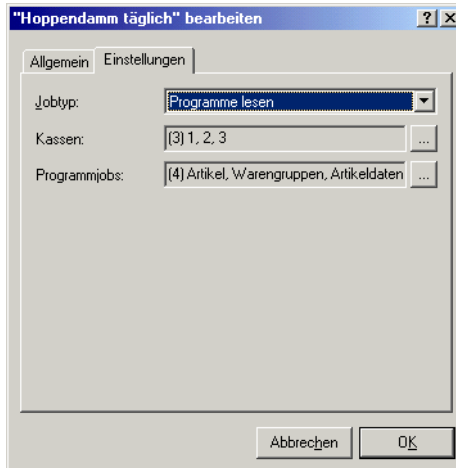 "Hoppendamm täglich" bearbeiten
Allgemein Einstellungen
Jobtyp: Programme lesen
Kassen: (3) 1, 2, 3 ...
Programmjobs: (4) Artikel, Warengruppen, Artikeldaten ...
Abbrechen OK